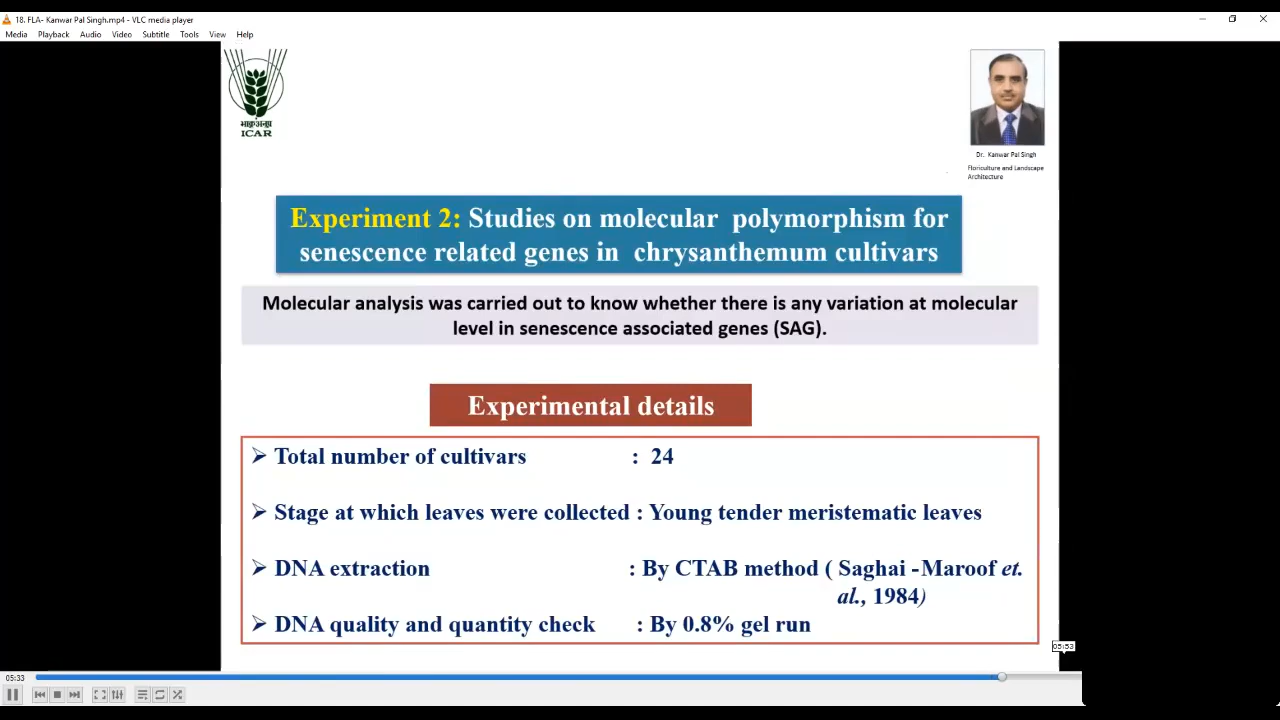 18. FLA- Kanwar Pal Singh.mp4 - VLC media player
Media Playback Audio Video Subtitle Tools View Help
भाकृअनुप
ICAR
Dr. Kanwar Pal Singh
Floriculture and Landscape
Architecture
Experiment 2: Studies on molecular polymorphism for
senescence related genes in chrysanthemum cultivars
Molecular analysis was carried out to know whether there is any variation at molecular
level in senescence associated genes (SAG).
Experimental details
➢ Total number of cultivars : 24
➢ Stage at which leaves were collected : Young tender meristematic leaves
➢ DNA extraction : By CTAB method ( Saghai -Maroof et.
al., 1984)
➢ DNA quality and quantity check : By 0.8% gel run
05:53
05:33